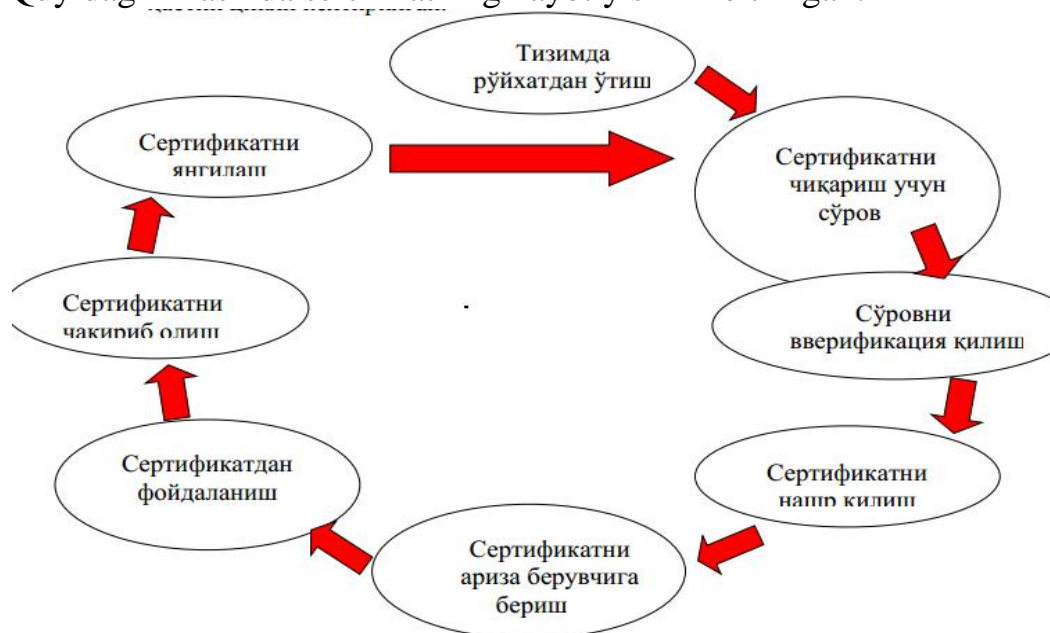 Тизимда
рўйхатдан ўтиш
Сертификатни
чиқариш учун
сўров
Сўровни
вверификация қилиш
Сертификатни
нашр қилиш
Сертификатни
ариза берувчига
бериш
Сертификатдан
фойдаланиш
Сертификатни
чақириб олиш
Сертификатни
янгилаш